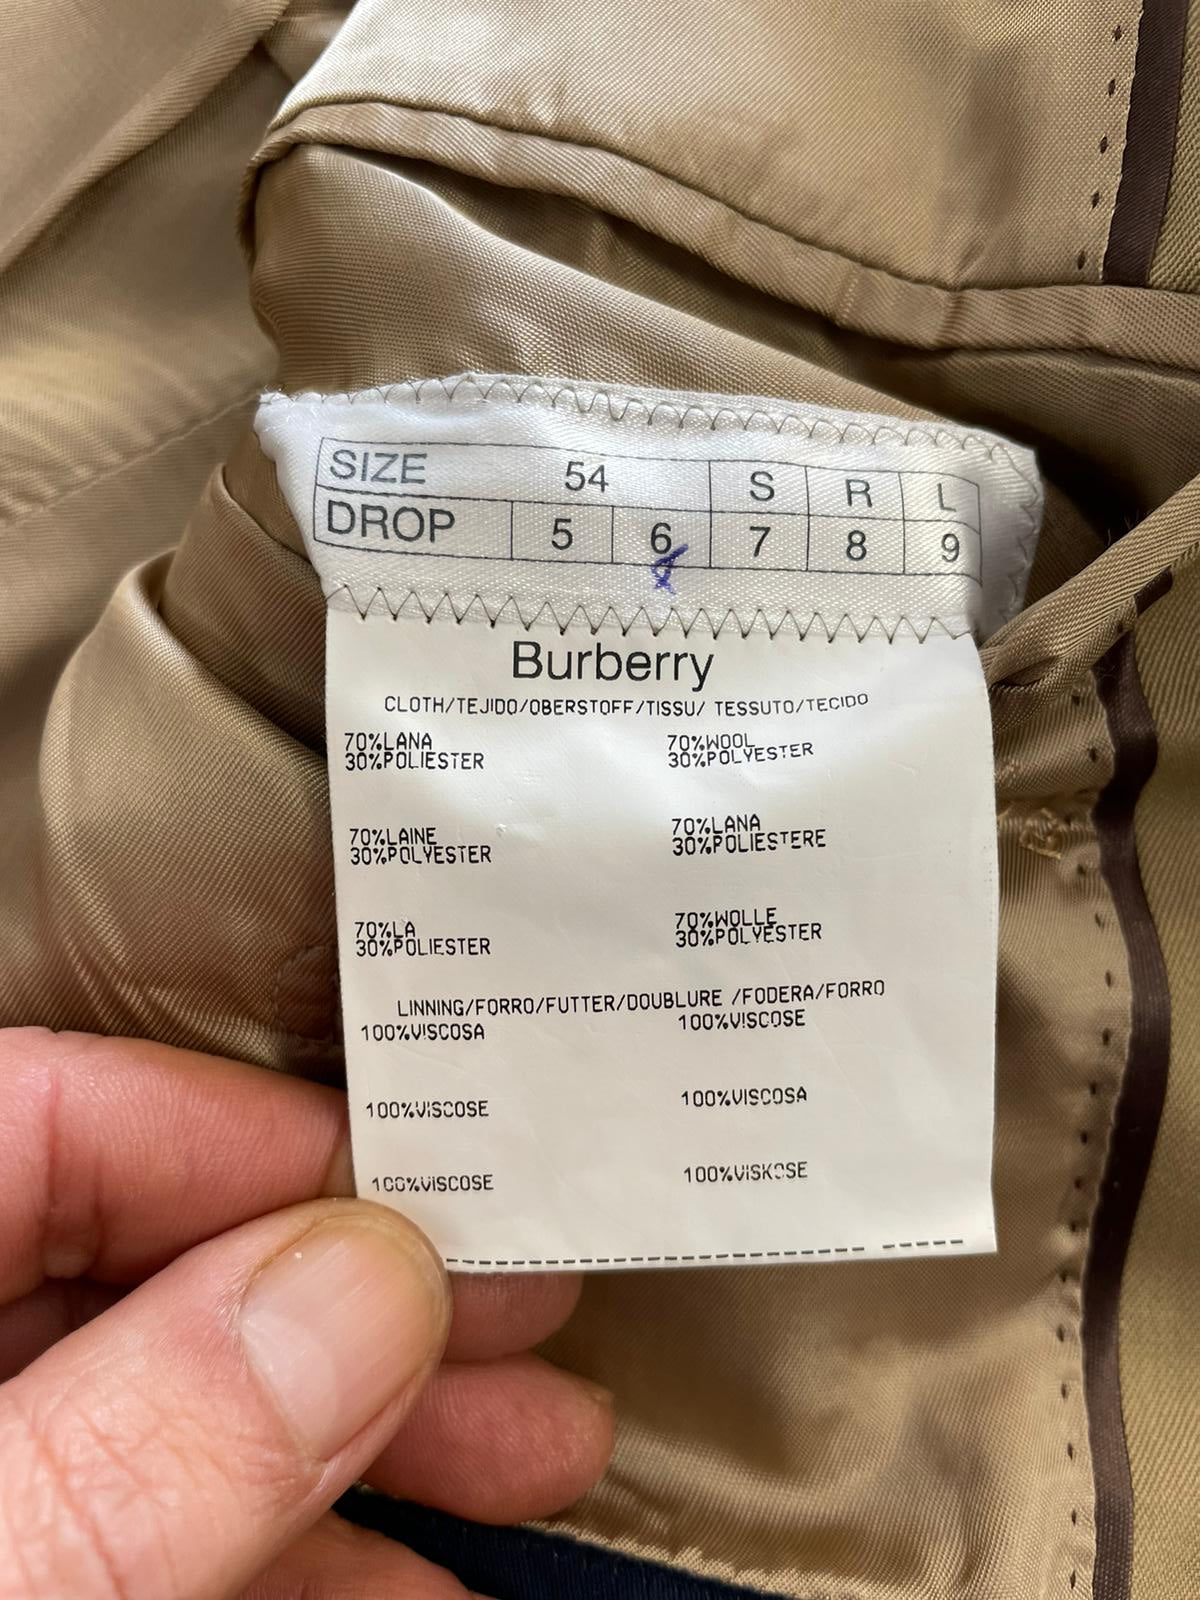 SIZE 54 S R L
DROP 5 6 7 8 9
Burberry
CLOTH/TEJIDO/OBERSTOFF/TISSU/ TESSUTO/TECIDO
70%LANA 70%WOOL
30%POLIESTER 30%POLYESTER
70%LAINE 70%LANA
30%POLYESTER 30%POLIESTERE
70%LA 70%WOLLE
30%POLIESTER 30%POLYESTER
LINNING/FORRO/FUTTER/DOUBLURE /FODERA/FORRO
100%VISCOSA 100%VISCOSE
100%VISCOSE 100%VISCOSA
100%VISCOSE 100%VISKOSE